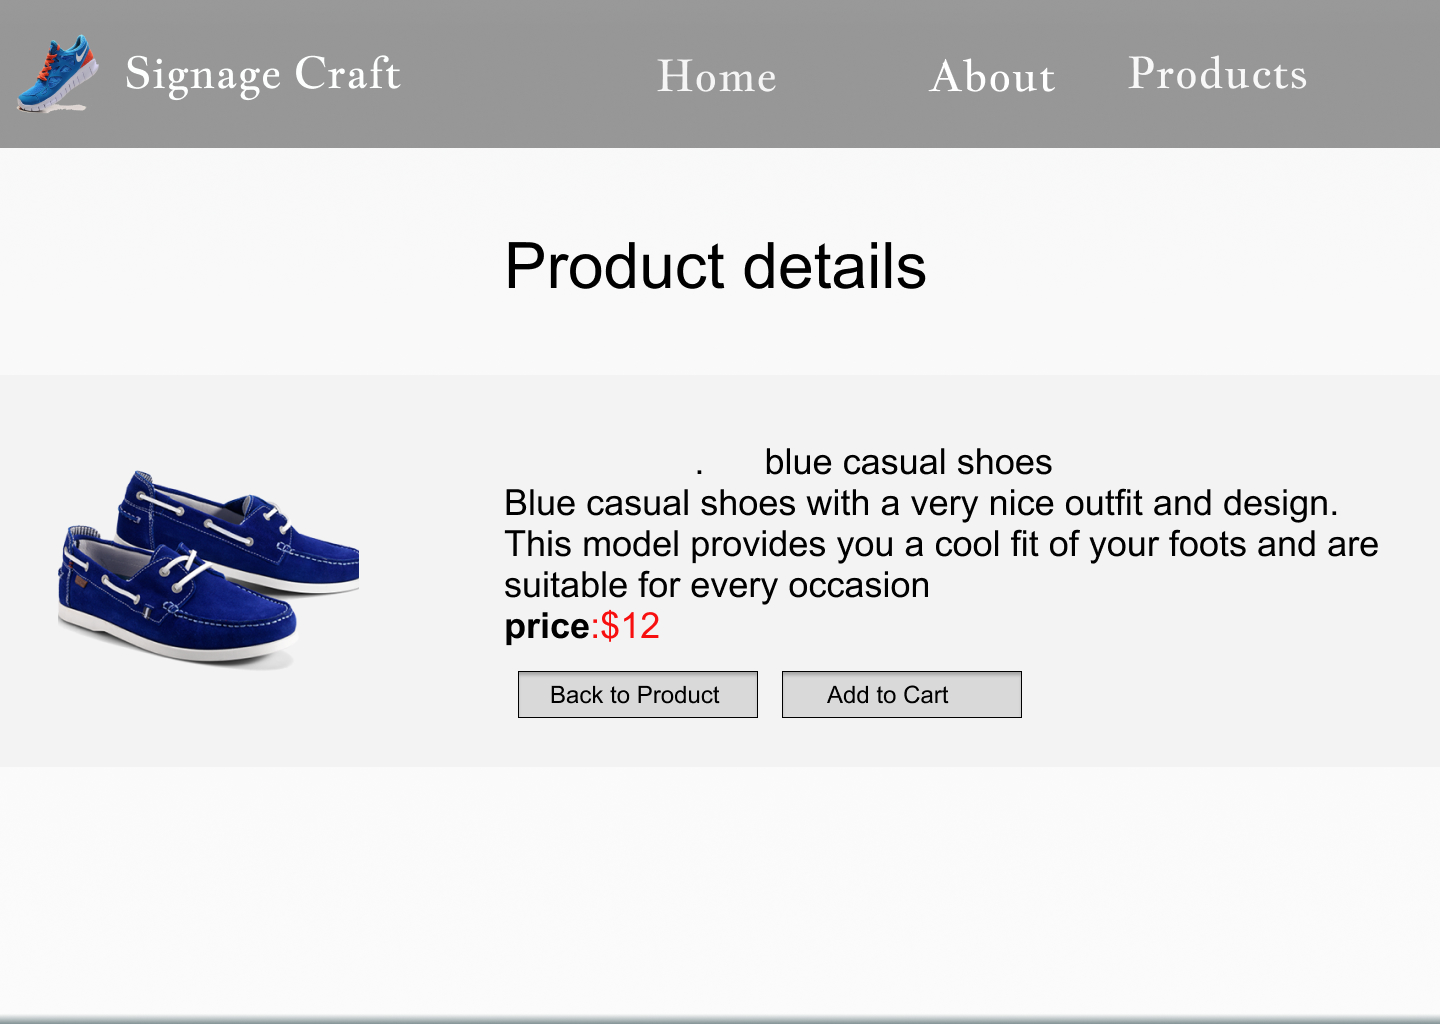 Signage Craft
Home
About
Products
Product details
. blue casual shoes
Blue casual shoes with a very nice outfit and design.
This model provides you a cool fit of your foots and are
suitable for every occasion
price:$12
Back to Product
Add to Cart